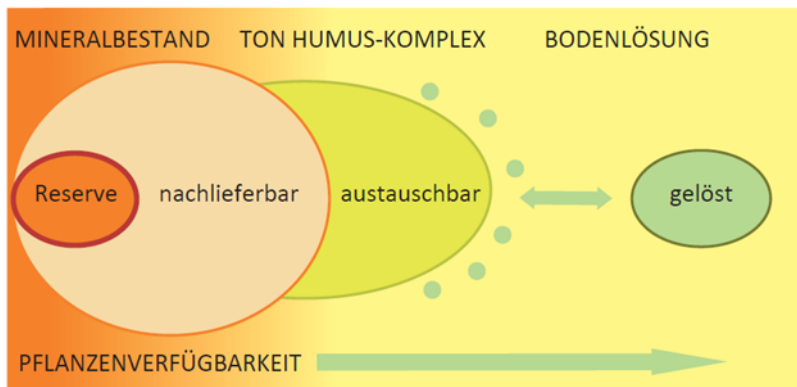 MINERALBESTAND TON HUMUS-KOMPLEX BODENLÖSUNG
Reserve nachlieferbar austauschbar gelöst
PFLANZENVERFÜGBARKEIT